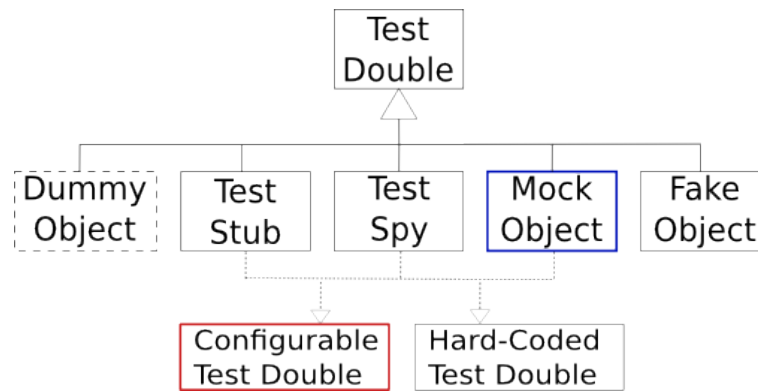 Test
Double
Dummy
Object
Test
Stub
Test
Spy
Mock
Object
Fake
Object
Configurable
Test Double
Hard-Coded
Test Double